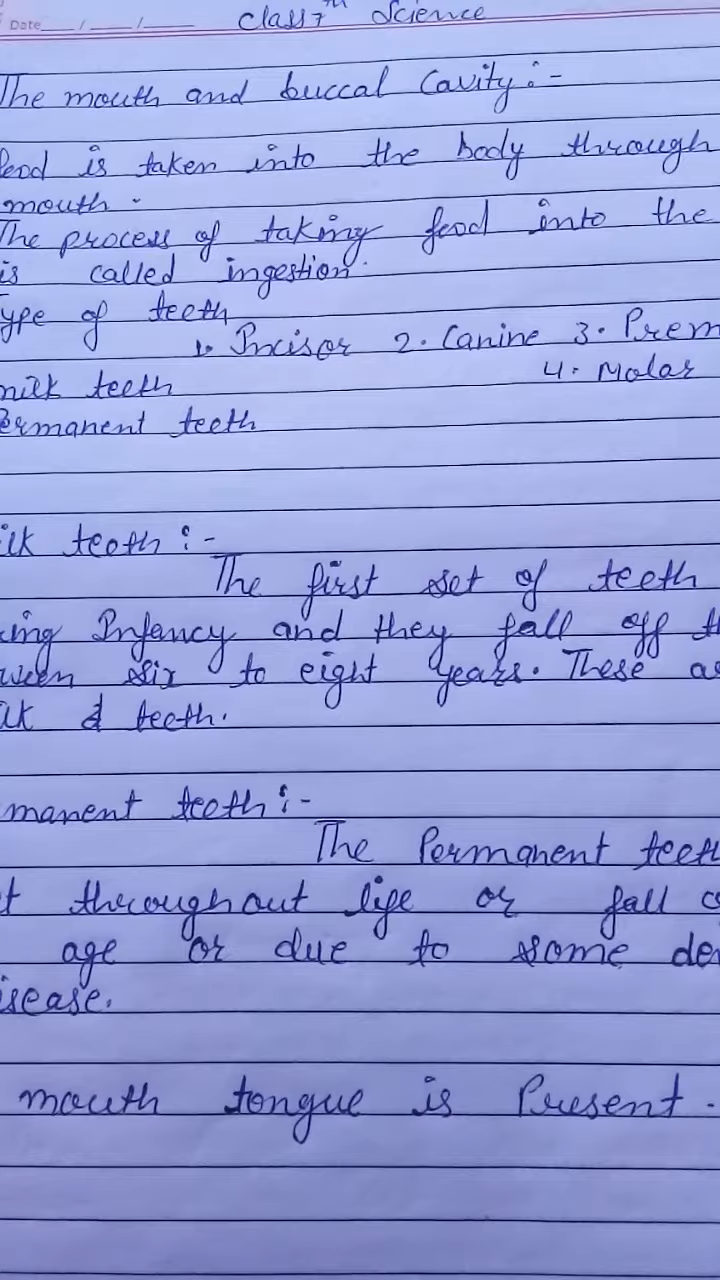 Date / / class 7th Science
The mouth and buccal Cavity :-
food is taken into the body through
mouth.
The process of taking food into the
is called ingestion.
ype of teeth
1. Incisor 2. Canine 3. Prem
4. Molar
milk teeth
ermanent teeth
ilk teeth :-
The first set of teeth
ing Infancy and they fall off th
ween six to eight years. These a
ilk teeth.
manent teeth :-
The Permanent teeth
t throughout life or fall o
age or due to some den
isease.
mouth tongue is Present.